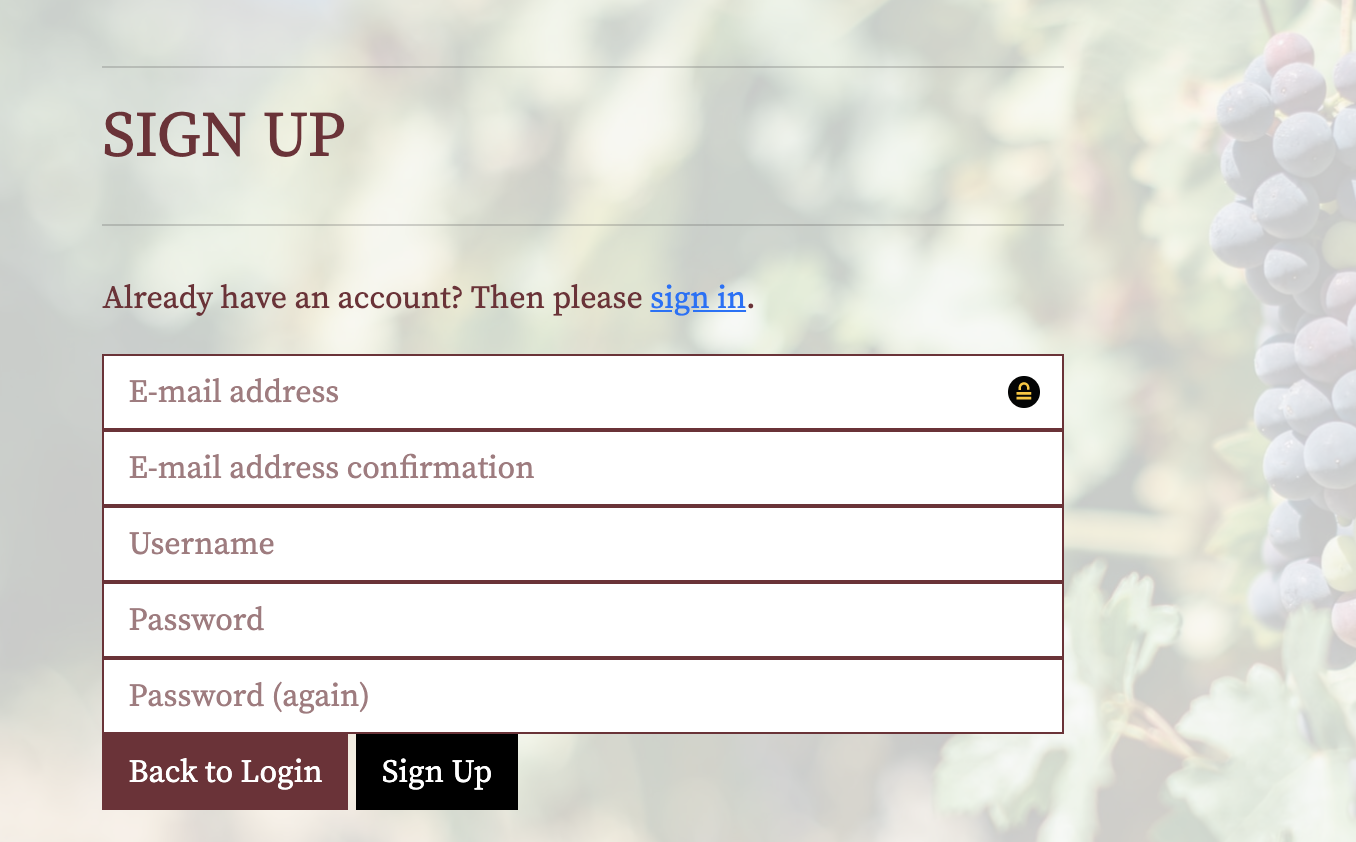 SIGN UP
Already have an account? Then please sign in.
E-mail address
E-mail address confirmation
Username
Password
Password (again)
Back to Login Sign Up